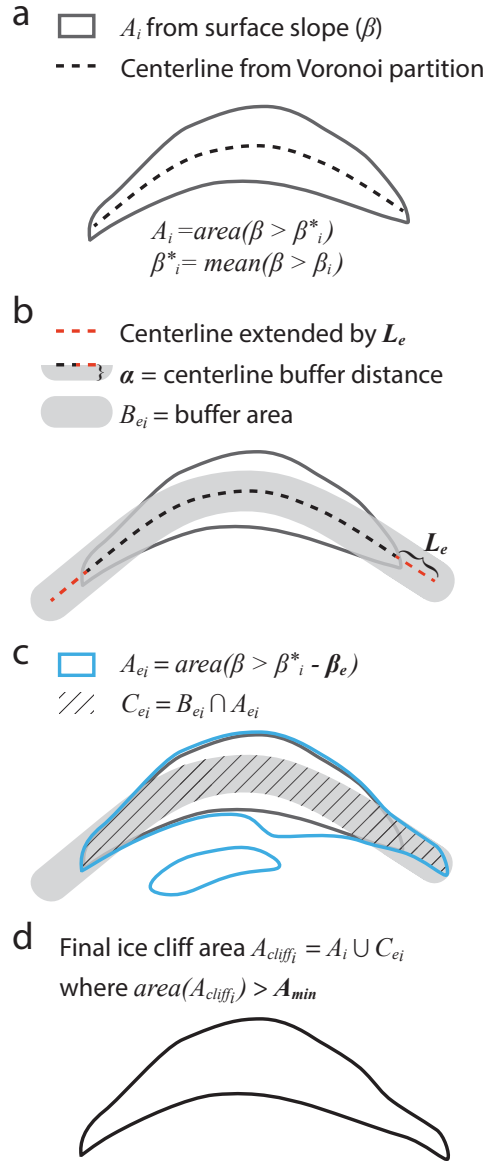 a
A_i from surface slope (β)
Centerline from Voronoi partition
A_i =area(β > β*_i)
β*_i= mean(β > β_i)
b
Centerline extended by L_e
} α = centerline buffer distance
B_ei = buffer area
L_e
c
A_ei = area(β > β*_i - β_e)
C_ei = B_ei ∩ A_ei
d
Final ice cliff area A_cliff_i = A_i ∪ C_ei
where area(A_cliff_i) > A_min